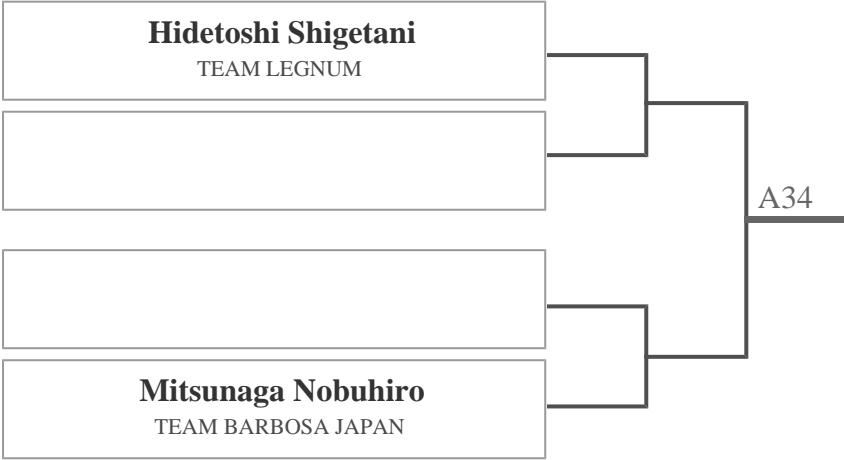 Hidetoshi Shigetani
TEAM LEGNUM
A34
Mitsunaga Nobuhiro
TEAM BARBOSA JAPAN